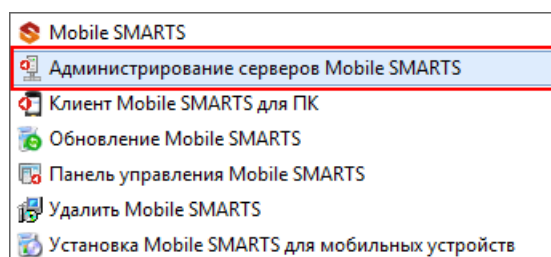 Mobile SMARTS
Администрирование серверов Mobile SMARTS
Клиент Mobile SMARTS для ПК
Обновление Mobile SMARTS
Панель управления Mobile SMARTS
Удалить Mobile SMARTS
Установка Mobile SMARTS для мобильных устройств